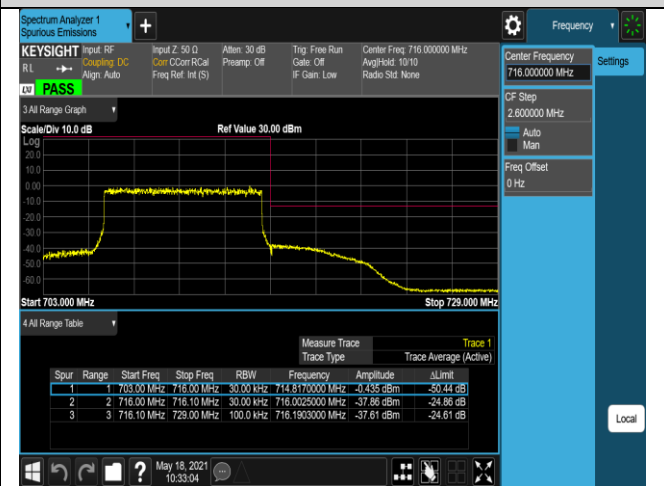 Spectrum Analyzer 1
Spurious Emissions
+
Frequency
KEYSIGHT Input: RF Input Z: 50 Ω Atten: 30 dB Trig: Free Run Center Freq: 716.000000 MHz
RL Coupling: DC Corr CCorr RCal Preamp: Off Gate: Off Avg|Hold: 10/10
Align: Auto Freq Ref: Int (S) IF Gain: Low Radio Std: None
LXI PASS
Center Frequency
716.000000 MHz
Settings
CF Step
2.600000 MHz
Auto
Man
Freq Offset
0 Hz
3 All Range Graph
Scale/Div 10.0 dB Ref Value 30.00 dBm
Log
20.0
10.0
0.00
-10.0
-20.0
-30.0
-40.0
-50.0
-60.0
Start 703.000 MHz Stop 729.000 MHz
4 All Range Table
Measure Trace Trace 1
Trace Type Trace Average (Active)
Spur Range Start Freq Stop Freq RBW Frequency Amplitude ΔLimit
1 1 703.00 MHz 716.00 MHz 30.00 kHz 714.8170000 MHz -0.435 dBm -50.44 dB
2 2 716.00 MHz 716.10 MHz 30.00 kHz 716.0025000 MHz -37.86 dBm -24.86 dB
3 3 716.10 MHz 729.00 MHz 100.0 kHz 716.1903000 MHz -37.61 dBm -24.61 dB
Local
? May 18, 2021
10:33:04